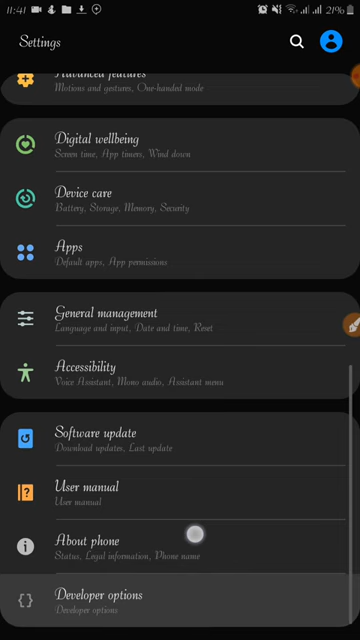 11:41
21%
Settings
Advanced features
Motions and gestures, One-handed mode
Digital wellbeing
Screen time, App timers, Wind down
Device care
Battery, Storage, Memory, Security
Apps
Default apps, App permissions
General management
Language and input, Date and time, Reset
Accessibility
Voice Assistant, Mono audio, Assistant menu
Software update
Download updates, Last update
User manual
User manual
About phone
Status, Legal information, Phone name
Developer options
Developer options